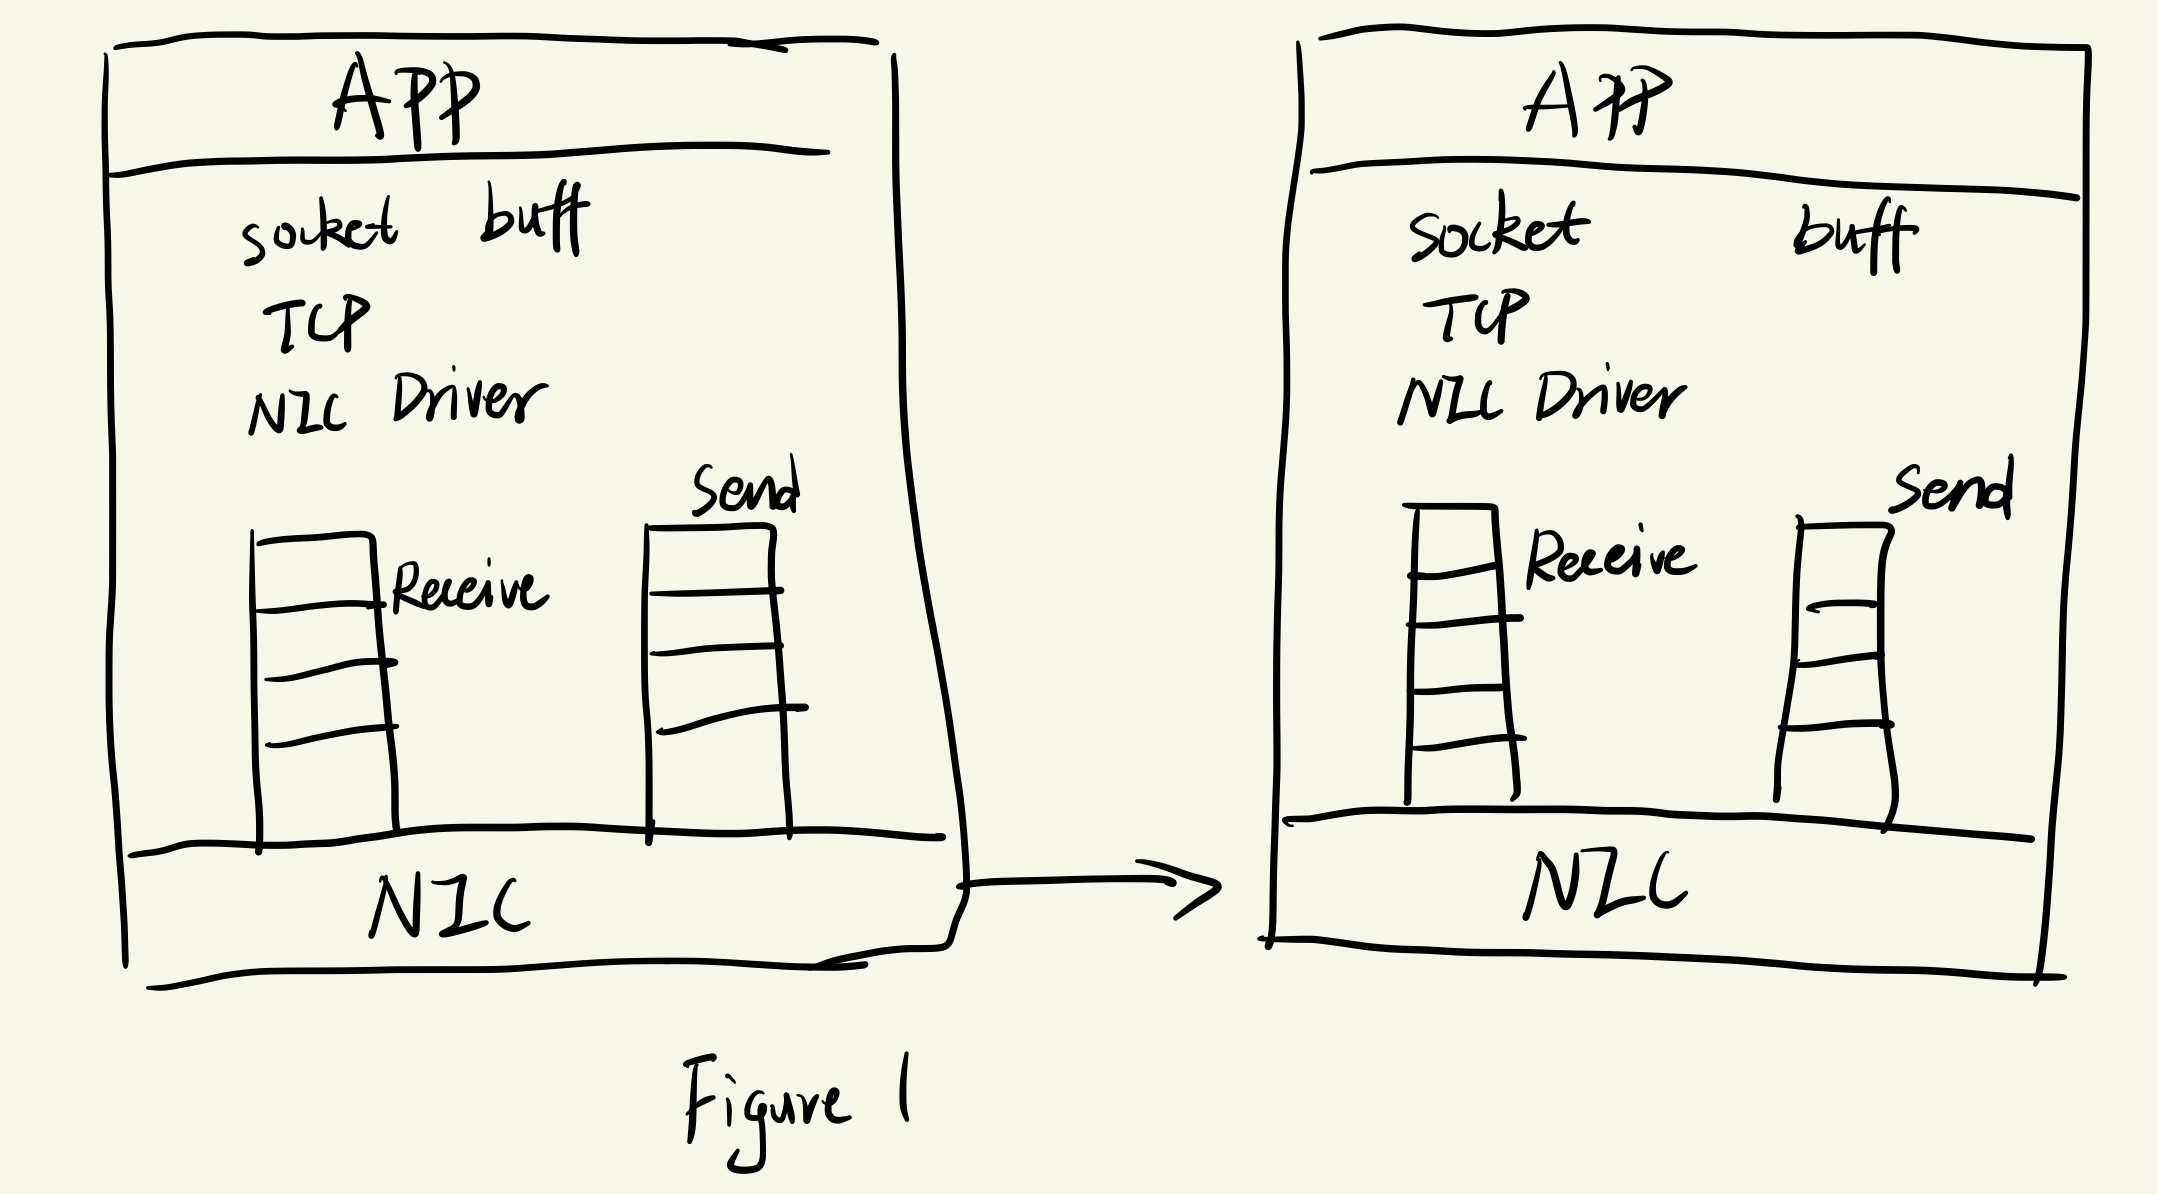 App
socket buff
TCP
NIC Driver
Send
Receive
NIC
App
Socket buff
TCP
NIC Driver
Send
Receive
NIC
Figure 1